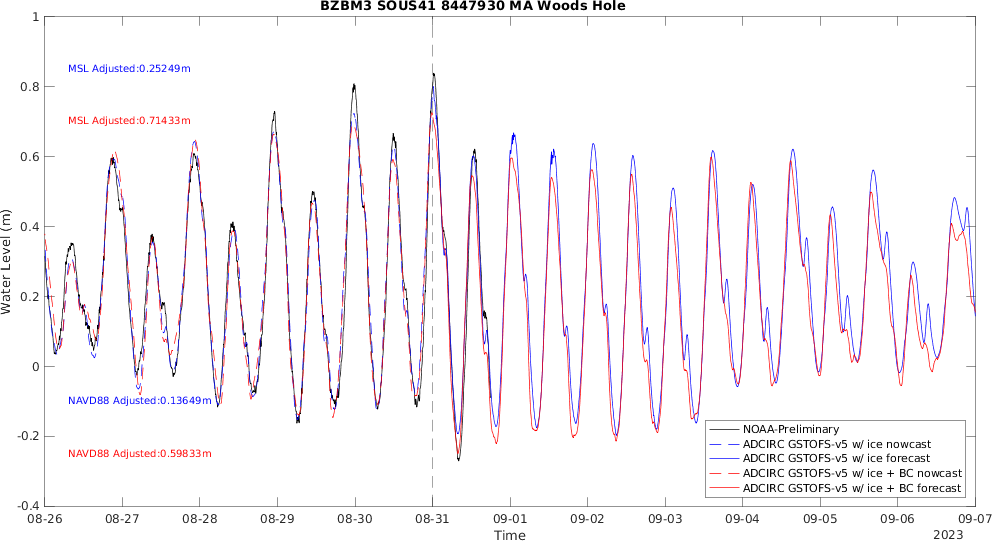 BZBM3 SOUS41 8447930 MA Woods Hole
1
0.8
0.6
0.4
0.2
0
-0.2
-0.4
Water Level (m)
MSL Adjusted:0.25249m
MSL Adjusted:0.71433m
NAVD88 Adjusted:0.13649m
NAVD88 Adjusted:0.59833m
NOAA-Preliminary
ADCIRC GSTOFS-v5 w/ ice nowcast
ADCIRC GSTOFS-v5 w/ ice forecast
ADCIRC GSTOFS-v5 w/ ice + BC nowcast
ADCIRC GSTOFS-v5 w/ ice + BC forecast
08-26 08-27 08-28 08-29 08-30 08-31 09-01 09-02 09-03 09-04 09-05 09-06 09-07
Time
2023